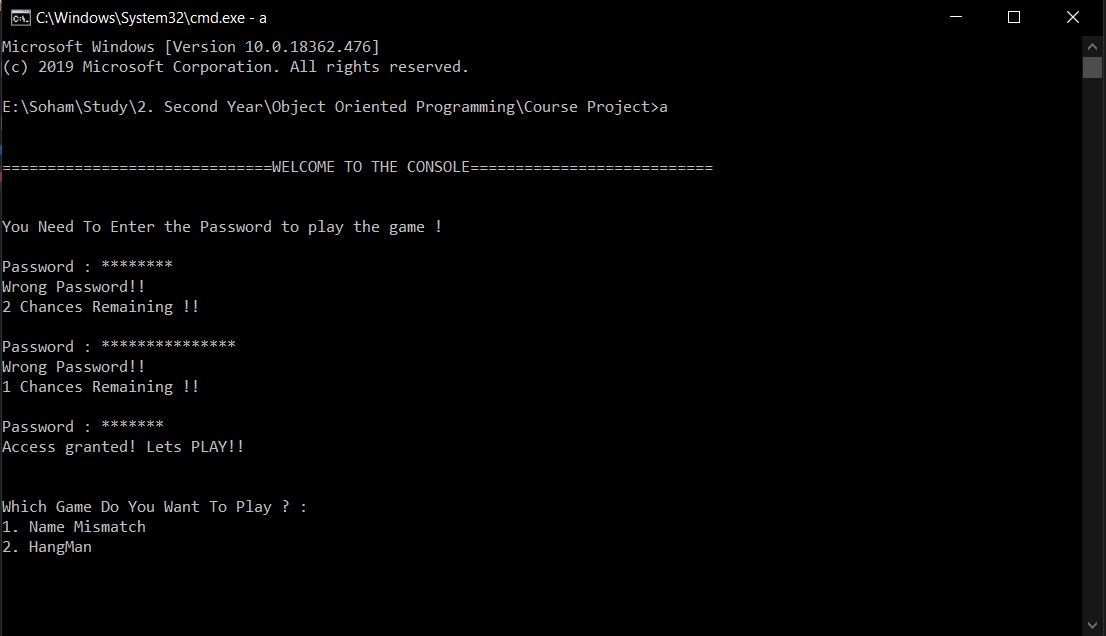 C:\Windows\System32\cmd.exe - a
Microsoft Windows [Version 10.0.18362.476]
(c) 2019 Microsoft Corporation. All rights reserved.
E:\Soham\Study\2. Second Year\Object Oriented Programming\Course Project>a
==============================WELCOME TO THE CONSOLE===========================
You Need To Enter the Password to play the game !
Password : ********
Wrong Password!!
2 Chances Remaining !!
Password : ***************
Wrong Password!!
1 Chances Remaining !!
Password : *******
Access granted! Lets PLAY!!
Which Game Do You Want To Play ? :
1. Name Mismatch
2. HangMan